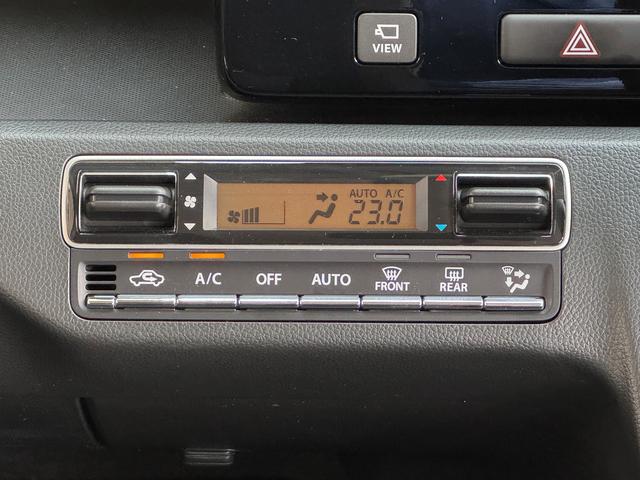 VIEW
AUTO A/C
23.0
A/C
OFF
AUTO
FRONT
REAR